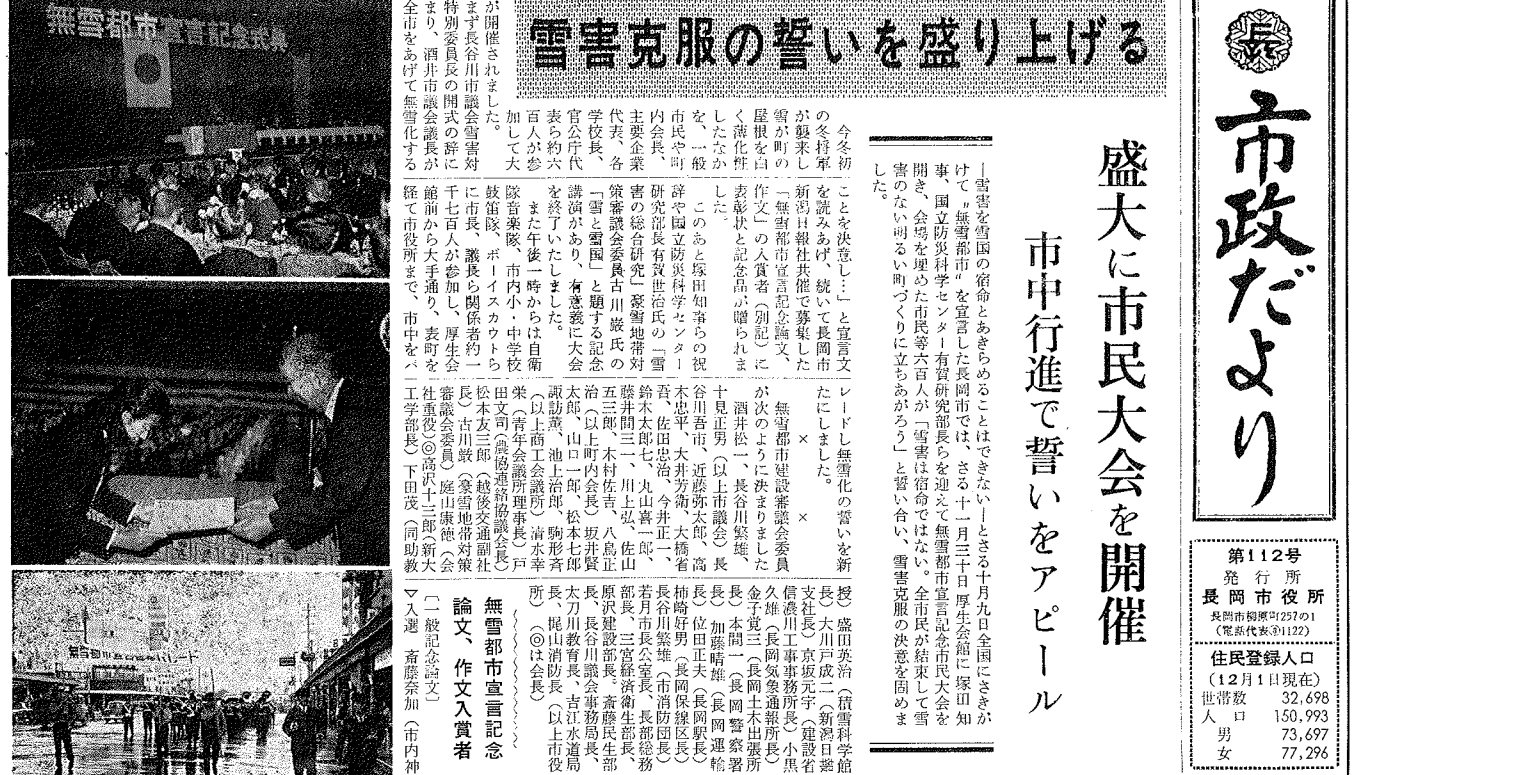 市政だより
第112号
発行所
長岡市役所
長岡市柳原町257の1
(電話代表③1122)
住民登録人口
(12月1日現在)
世帯数 32,698
人口 150,993
男 73,697
女 77,296
雪害克服の誓いを盛り上げる
盛大に市民大会を開催
市中行進で誓いをアピール
―雪害を雪国の宿命とあきらめることはできない―とさる十月九日全国にさきが
けて〝無雪都市〟を宣言した長岡市では、さる十一月三十日厚生会館に塚田知
事、国立防災科学センター有賀研究部長らを迎えて無雪都市宣言記念市民大会を
開き、会場を埋めた市民等六百人が「雪害は宿命ではない。全市民が結束して雪
害のない明るい町づくりに立ちあがろう」と誓い合い、雪害克服の決意を固めま
した。
今冬初
の冬将軍
が襲来し
雪が町の
屋根を白
く薄化粧
したなか
を、一般
市民や町
内会長、
主要企業
代表、各
学校長、
官公庁代
表ら約六
百人が参
加して大
が開催されました。
まず長谷川市議会雪害対
特別委員長の開式の辞に
まり、酒井市議会議長が
全市をあげて無雪化する
ことを決意し…」と宣言文
を読みあげ、続いて長岡市
新潟日報社共催で募集した
「無雪都市宣言記念論文、
作文」の入賞者(別記)に
表彰状と記念品が贈られま
した。
このあと塚田知事らの祝
辞や国立防災科学センター
研究部長有賀世治氏の「雪
害の総合研究」豪雪地帯対
策審議会委員古川巌氏の
「雪と雪国」と題する記念
講演があり、有意義に大会
を終了いたしました。
また午後一時からは自衛
隊音楽隊、市内小・中学校
鼓笛隊、ボーイスカウトら
に市長、議長ら関係者約一
千七百人が参加し、厚生会
館前から大手通り、表町を
経て市役所まで、市中をパ
レードし無雪化の誓いを新
たにしました。
× ×
無雪都市建設審議会委員
が次のように決まりました
酒井松一、長谷川繁雄、
十見正男(以上市議会)長
谷川吾市、近藤弥太郎、高
木忠平、大井芳衛、大橋省
吾、佐田忠治、今井正一、
鈴木太郎七、丸山喜一郎、
藤井間三一、川上弘、佐山
五三郎、木村佐吉、八鳥正
治(以上町内会長)坂井賢
太郎、山口一郎、松本七郎
諏訪薫、池上治郎、駒形斉
(以上商工会議所)清水幸
栄(青年会議所理事長)戸
田文司(農協連絡協議会長)
松本友三郎(越後交通副社
長)古川巌(豪雪地帯対策
審議会委員)庭山康徳(会
社重役)◎高沢十三郎(新大
工学部長)下田茂(同助教
授)盛田英治(積雪科学館
長)大川戸成二(新潟日報
支社長)京坂元宇(建設省
信濃川工事事務所長)小黒
久雄(長岡気象通報所長)
金子覚三(長岡土木出張所
長)本間一(長岡警察署
長)加藤晴雄(長岡運輸
長)位田正夫(長岡駅長)
柿崎好男(長岡保線区長)
長谷川繁雄(市消防団長)
若月市長公室長、長部総務
部長、三宮経済衛生部長、
原沢建設部長、斎藤民生部
長、長谷川議会事務局長、
太刀川教育長、吉江水道局
長、梶山消防長(以上市役
所)(◎は会長)
無雪都市宣言記念
論文、作文入賞者
〔一般記念論文〕
▽入選 斎藤奈加(市内神
無雪都市宣言記念式典